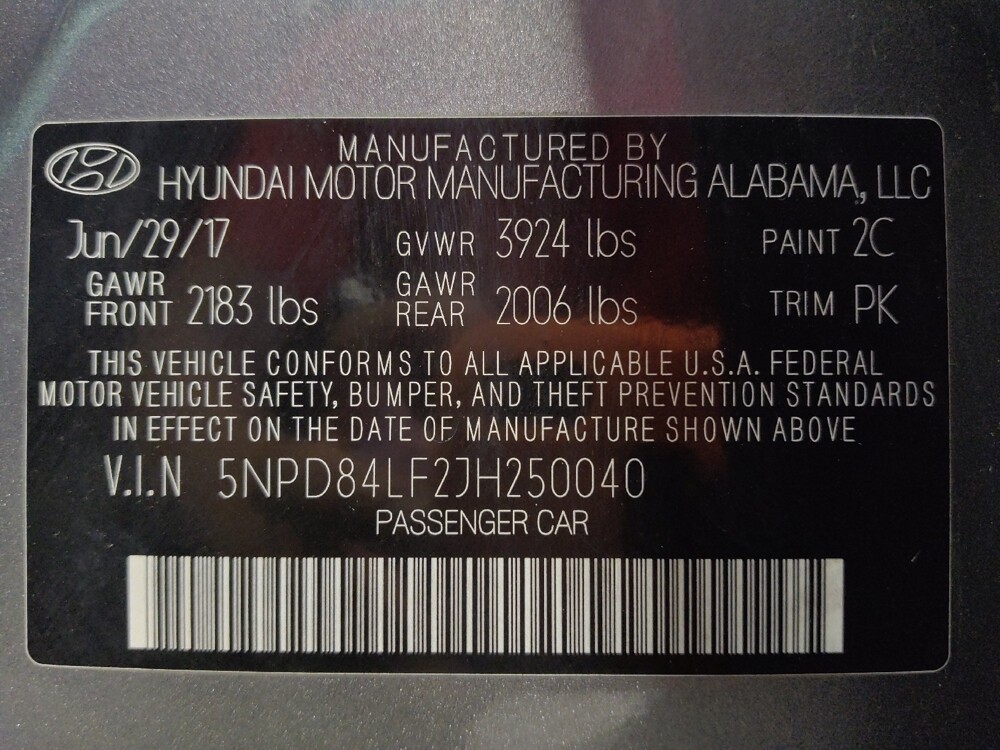 MANUFACTURED BY
HYUNDAI MOTOR MANUFACTURING ALABAMA, LLC
Jun/29/17 GVWR 3924 lbs PAINT 2C
GAWR FRONT 2183 lbs GAWR REAR 2006 lbs TRIM PK
THIS VEHICLE CONFORMS TO ALL APPLICABLE U.S.A. FEDERAL
MOTOR VEHICLE SAFETY, BUMPER, AND THEFT PREVENTION STANDARDS
IN EFFECT ON THE DATE OF MANUFACTURE SHOWN ABOVE
V.I.N 5NPD84LF2JH250040
PASSENGER CAR